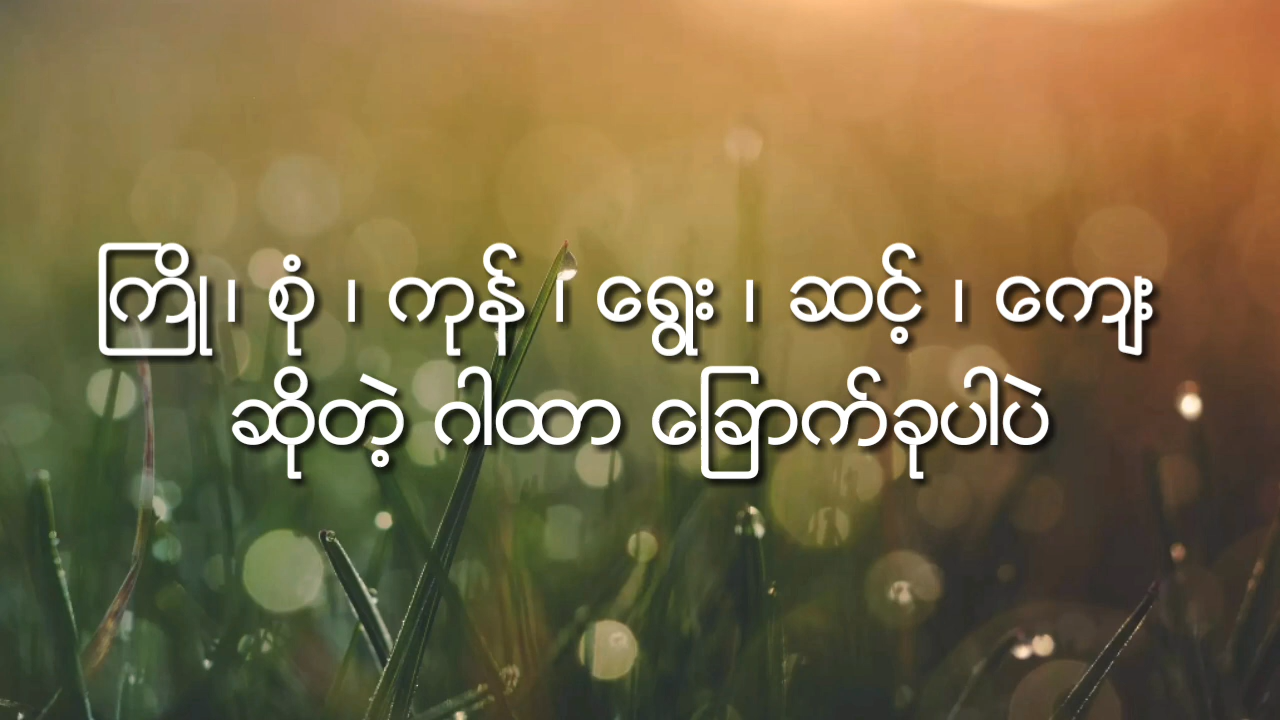 ကြို ၊ စုံ ၊ ကုန် ၊ ရွေး ၊ ဆင့် ၊ ကျေး
ဆိုတဲ့ ဂါထာ ခြောက်ခုပါပဲ